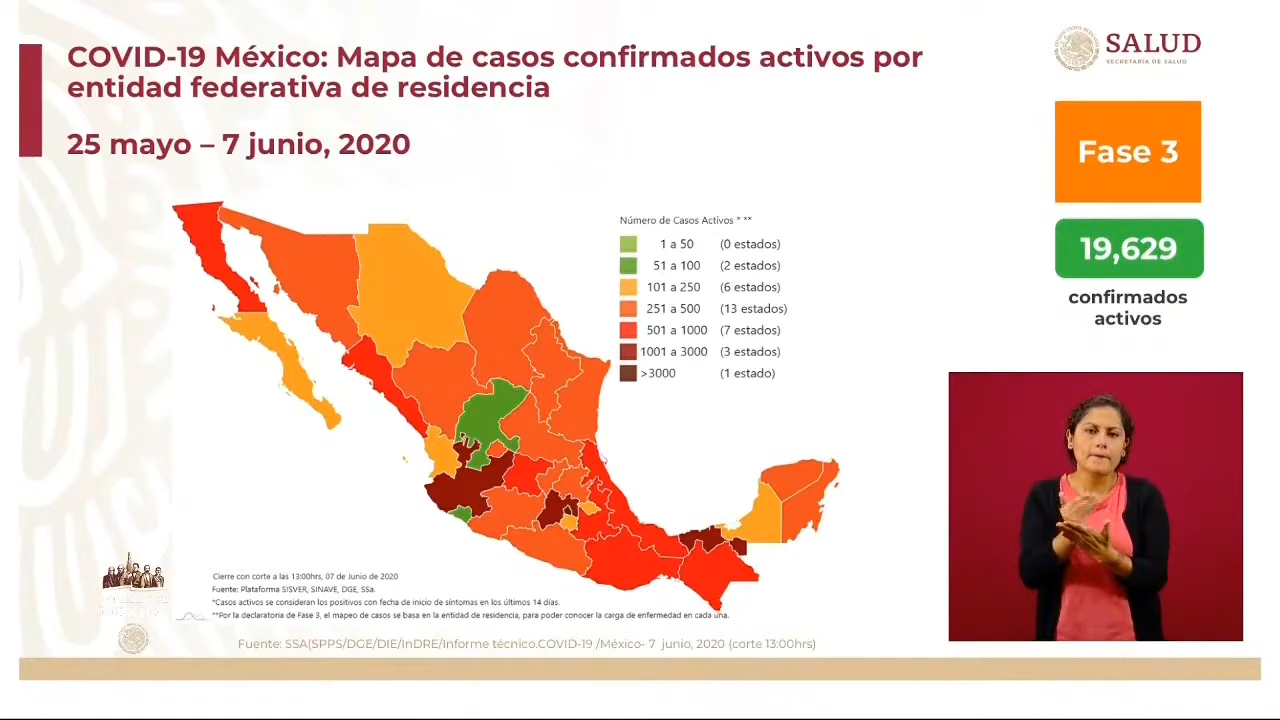 COVID-19 México: Mapa de casos confirmados activos por
entidad federativa de residencia
25 mayo – 7 junio, 2020
SALUD
SECRETARÍA DE SALUD
Fase 3
19,629
confirmados
activos
Número de Casos Activos * **
1 a 50 (0 estados)
51 a 100 (2 estados)
101 a 250 (6 estados)
251 a 500 (13 estados)
501 a 1000 (7 estados)
1001 a 3000 (3 estados)
>3000 (1 estado)
Cierre con corte a las 13:00hrs, 07 de Junio de 2020
Fuente: Plataforma SISVER, SINAVE, DGE, SSa.
*Casos activos se consideran los positivos con fecha de inicio de síntomas en los últimos 14 días.
**Por la declaratoria de Fase 3, el mapeo de casos se basa en la entidad de residencia, para poder conocer la carga de enfermedad en cada una.
Fuente: SSA(SPPS/DGE/DIE/InDRE/Informe técnico.COVID-19 /México- 7 junio, 2020 (corte 13:00hrs)